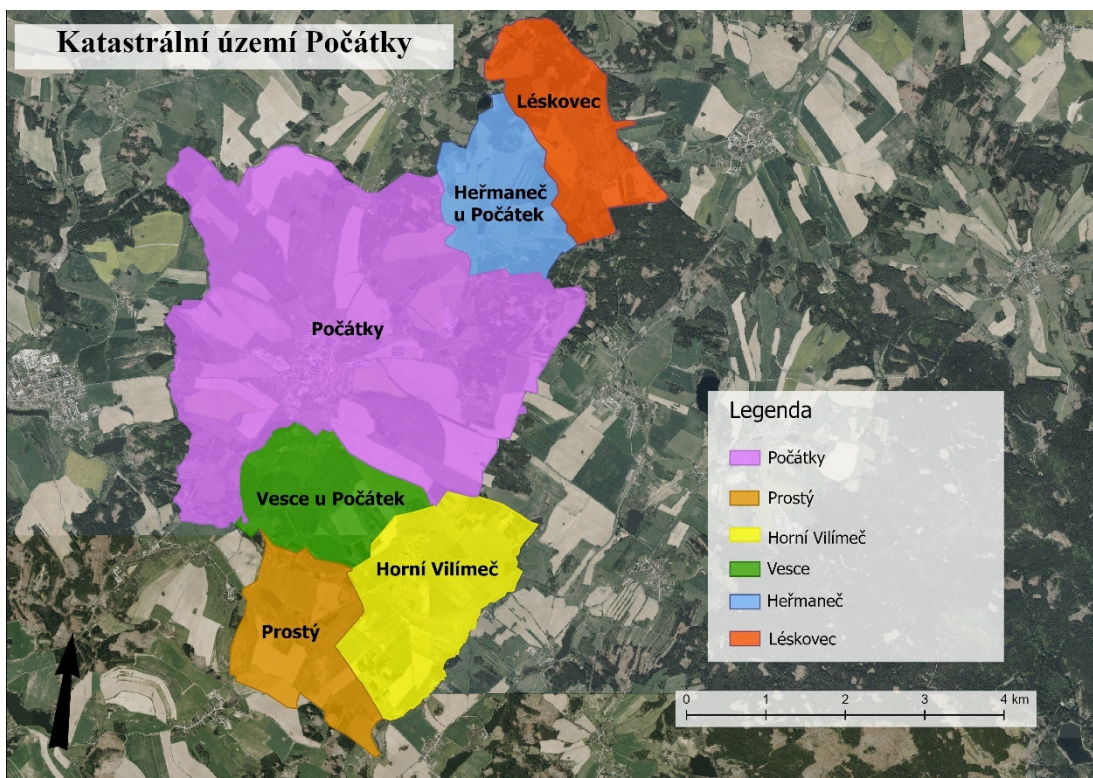 Katastrální území Počátky
Léskovec
Heřmaneč
u Počátek
Počátky
Vesce u Počátek
Horní Vilímeč
Prostý
Legenda
Počátky
Prostý
Horní Vilímeč
Vesce
Heřmaneč
Léskovec
0 1 2 3 4 km